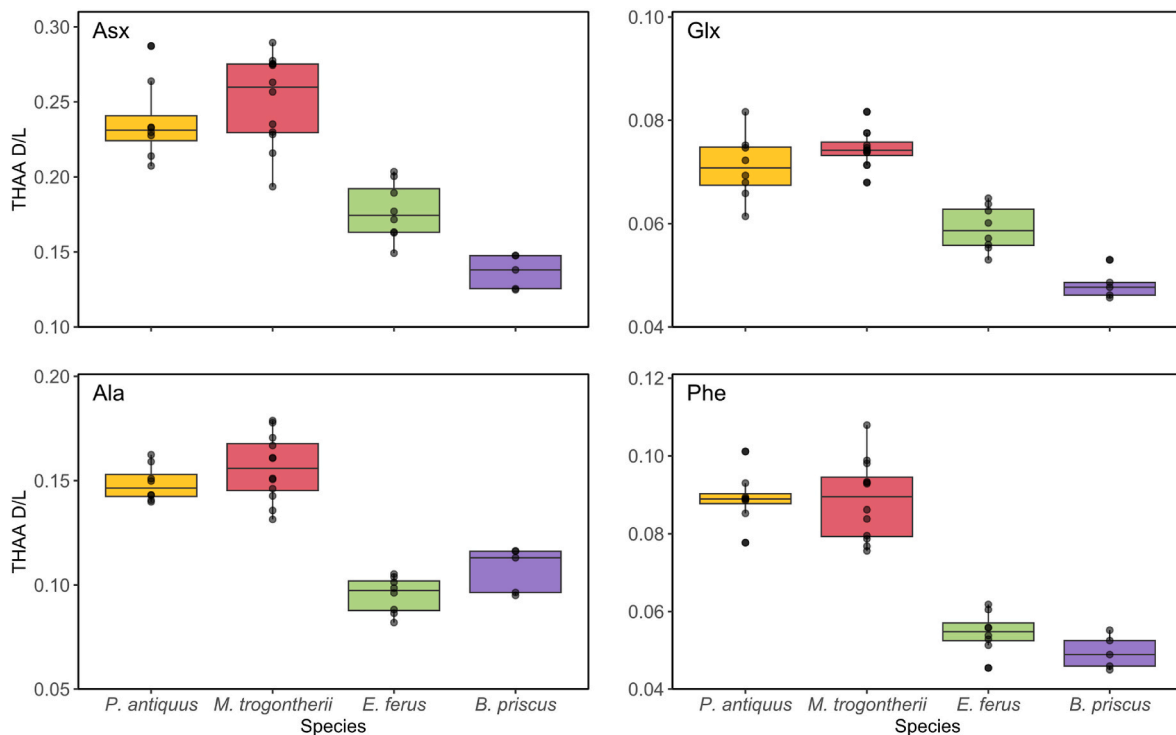 Asx
THAA D/L
0.30
0.25
0.20
0.15
0.10
Glx
0.10
0.08
0.06
0.04
Ala
THAA D/L
0.20
0.15
0.10
0.05
P. antiquus M. trogontherii E. ferus B. priscus
Species
Phe
0.12
0.10
0.08
0.06
0.04
P. antiquus M. trogontherii E. ferus B. priscus
Species